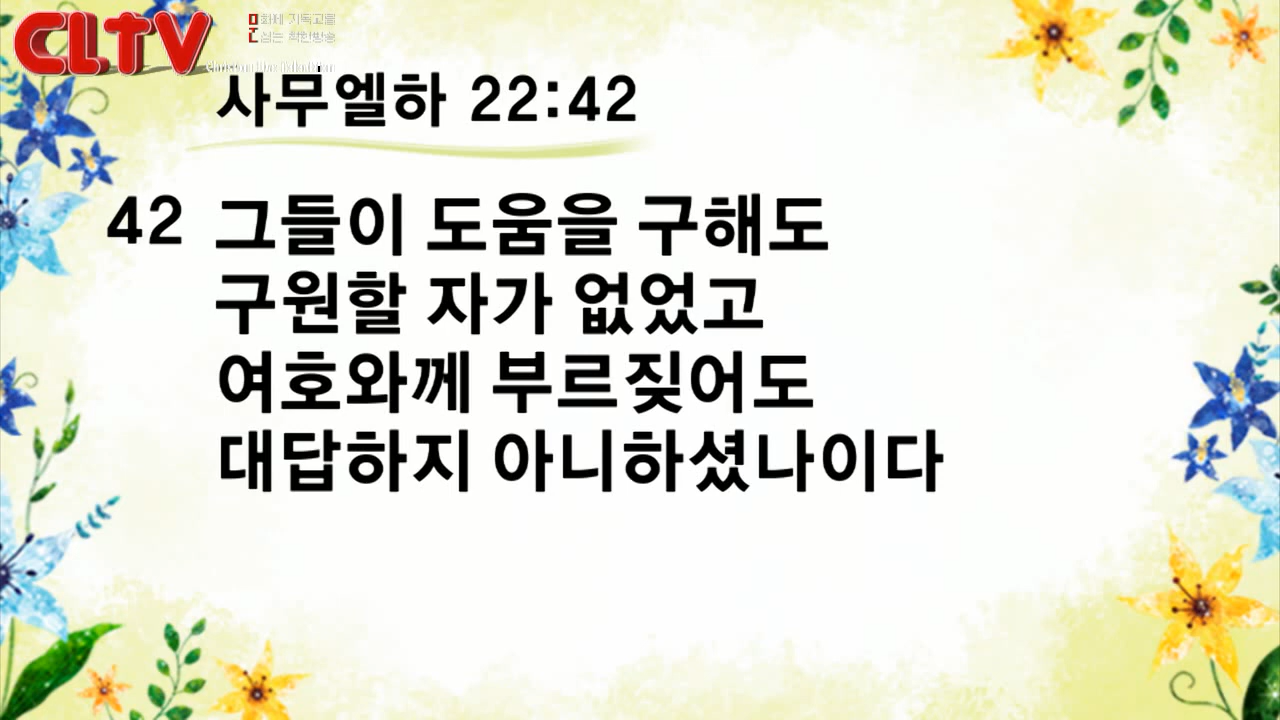 CLTV
사무엘하 22:42
42 그들이 도움을 구해도
구원할 자가 없었고
여호와께 부르짖어도
대답하지 아니하셨나이다